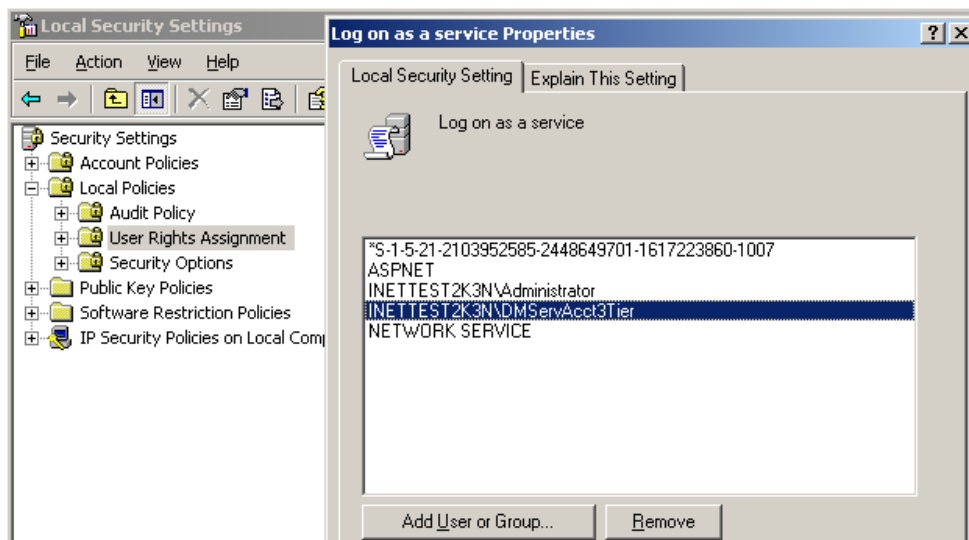 Local Security Settings
File Action View Help
Security Settings
Account Policies
Local Policies
Audit Policy
User Rights Assignment
Security Options
Public Key Policies
Software Restriction Policies
IP Security Policies on Local
Log on as a service Properties
Local Security Setting
Explain This Setting
Log on as a service
*S-1-5-21-2103952585-2448649701-1617223860-1007
ASPNET
INETTEST2K3N\Administrator
INETTEST2K3N\DMServAcct3Tier
NETWORK SERVICE
Add User or Group...
Remove